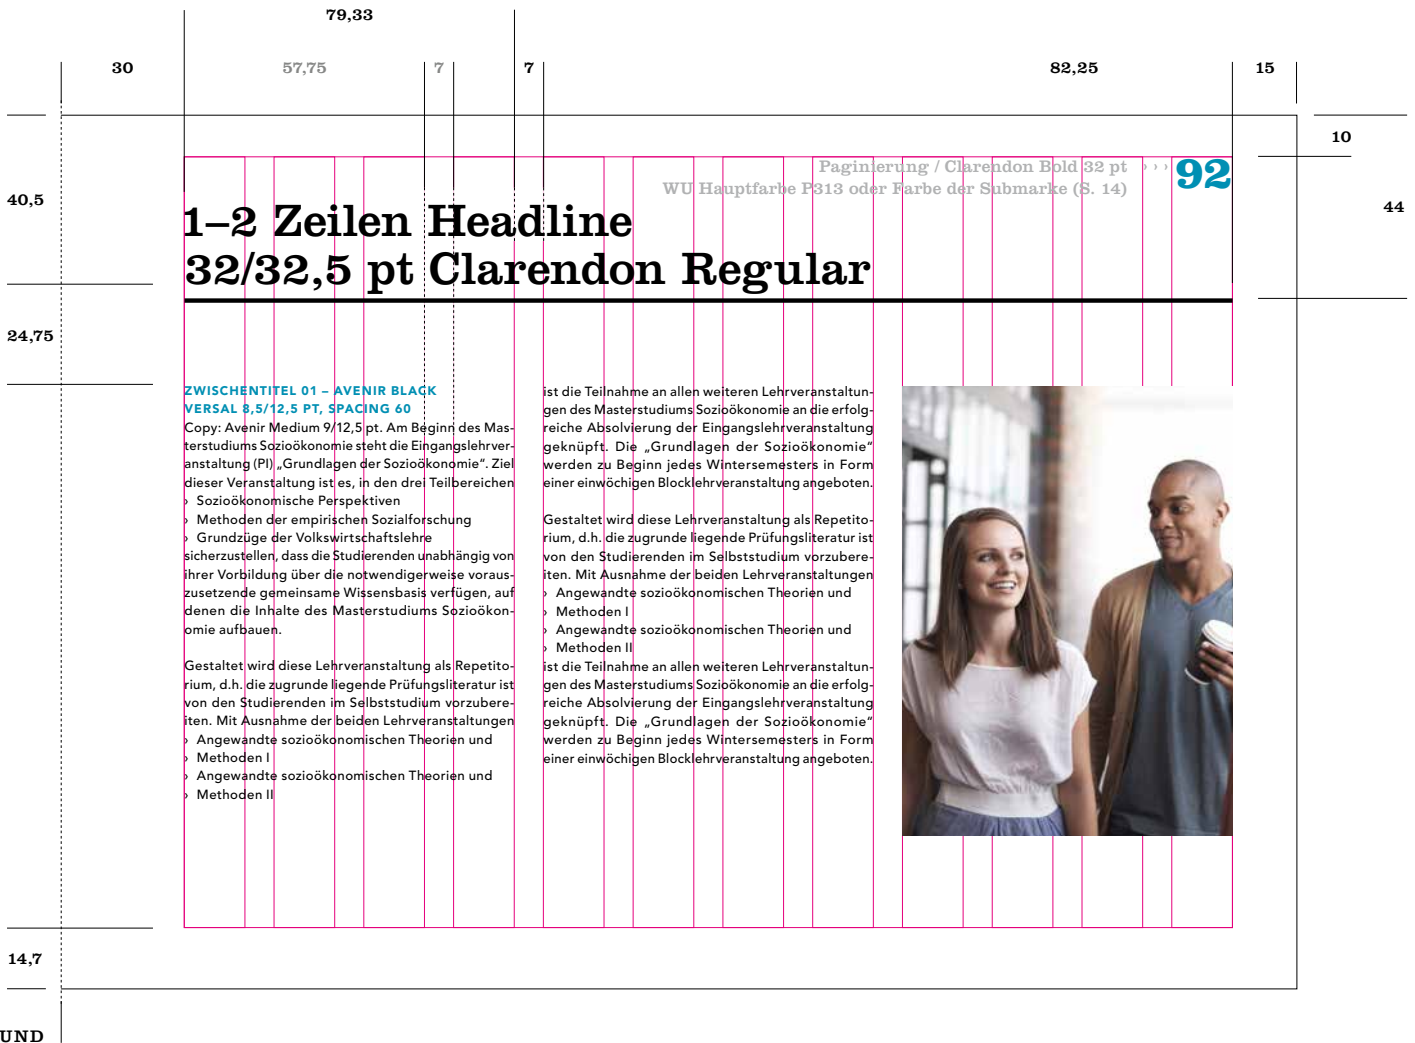 79,33
30
57,75
7
7
82,25
15
10
40,5
44
24,75
14,7
UND
Paginierung / Clarendon Bold 32 pt › › ›
WU Hauptfarbe P313 oder Farbe der Submarke (S. 14)
92
1–2 Zeilen Headline
32/32,5 pt Clarendon Regular
ZWISCHENTITEL 01 – AVENIR BLACK
VERSAL 8,5/12,5 PT, SPACING 60
Copy: Avenir Medium 9/12,5 pt. Am Beginn des Mas-
terstudiums Sozioökonomie steht die Eingangslehrver-
anstaltung (PI) „Grundlagen der Sozioökonomie“. Ziel
dieser Veranstaltung ist es, in den drei Teilbereichen
› Sozioökonomische Perspektiven
› Methoden der empirischen Sozialforschung
› Grundzüge der Volkswirtschaftslehre
sicherzustellen, dass die Studierenden unabhängig von
ihrer Vorbildung über die notwendigerweise voraus-
zusetzende gemeinsame Wissensbasis verfügen, auf
denen die Inhalte des Masterstudiums Sozioökon-
omie aufbauen.
Gestaltet wird diese Lehrveranstaltung als Repetito-
rium, d.h. die zugrunde liegende Prüfungsliteratur ist
von den Studierenden im Selbststudium vorzubere-
iten. Mit Ausnahme der beiden Lehrveranstaltungen
› Angewandte sozioökonomischen Theorien und
› Methoden I
› Angewandte sozioökonomischen Theorien und
› Methoden II
ist die Teilnahme an allen weiteren Lehrveranstaltun-
gen des Masterstudiums Sozioökonomie an die erfolg-
reiche Absolvierung der Eingangslehrveranstaltung
geknüpft. Die „Grundlagen der Sozioökonomie“
werden zu Beginn jedes Wintersemesters in Form
einer einwöchigen Blocklehrveranstaltung angeboten.
Gestaltet wird diese Lehrveranstaltung als Repetito-
rium, d.h. die zugrunde liegende Prüfungsliteratur ist
von den Studierenden im Selbststudium vorzubere-
iten. Mit Ausnahme der beiden Lehrveranstaltungen
› Angewandte sozioökonomischen Theorien und
› Methoden I
› Angewandte sozioökonomischen Theorien und
› Methoden II
ist die Teilnahme an allen weiteren Lehrveranstaltun-
gen des Masterstudiums Sozioökonomie an die erfolg-
reiche Absolvierung der Eingangslehrveranstaltung
geknüpft. Die „Grundlagen der Sozioökonomie“
werden zu Beginn jedes Wintersemesters in Form
einer einwöchigen Blocklehrveranstaltung angeboten.